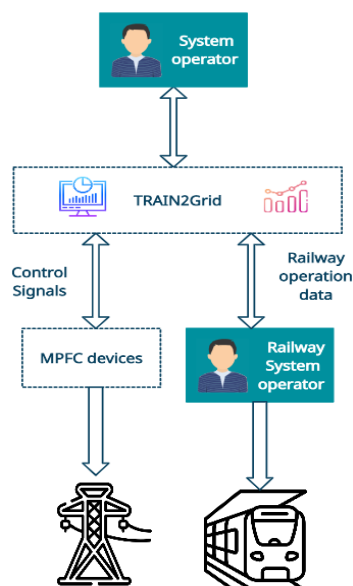 System
operator
TRAIN2Grid
Control
Signals
Railway
operation
data
MPFC devices
Railway
System
operator